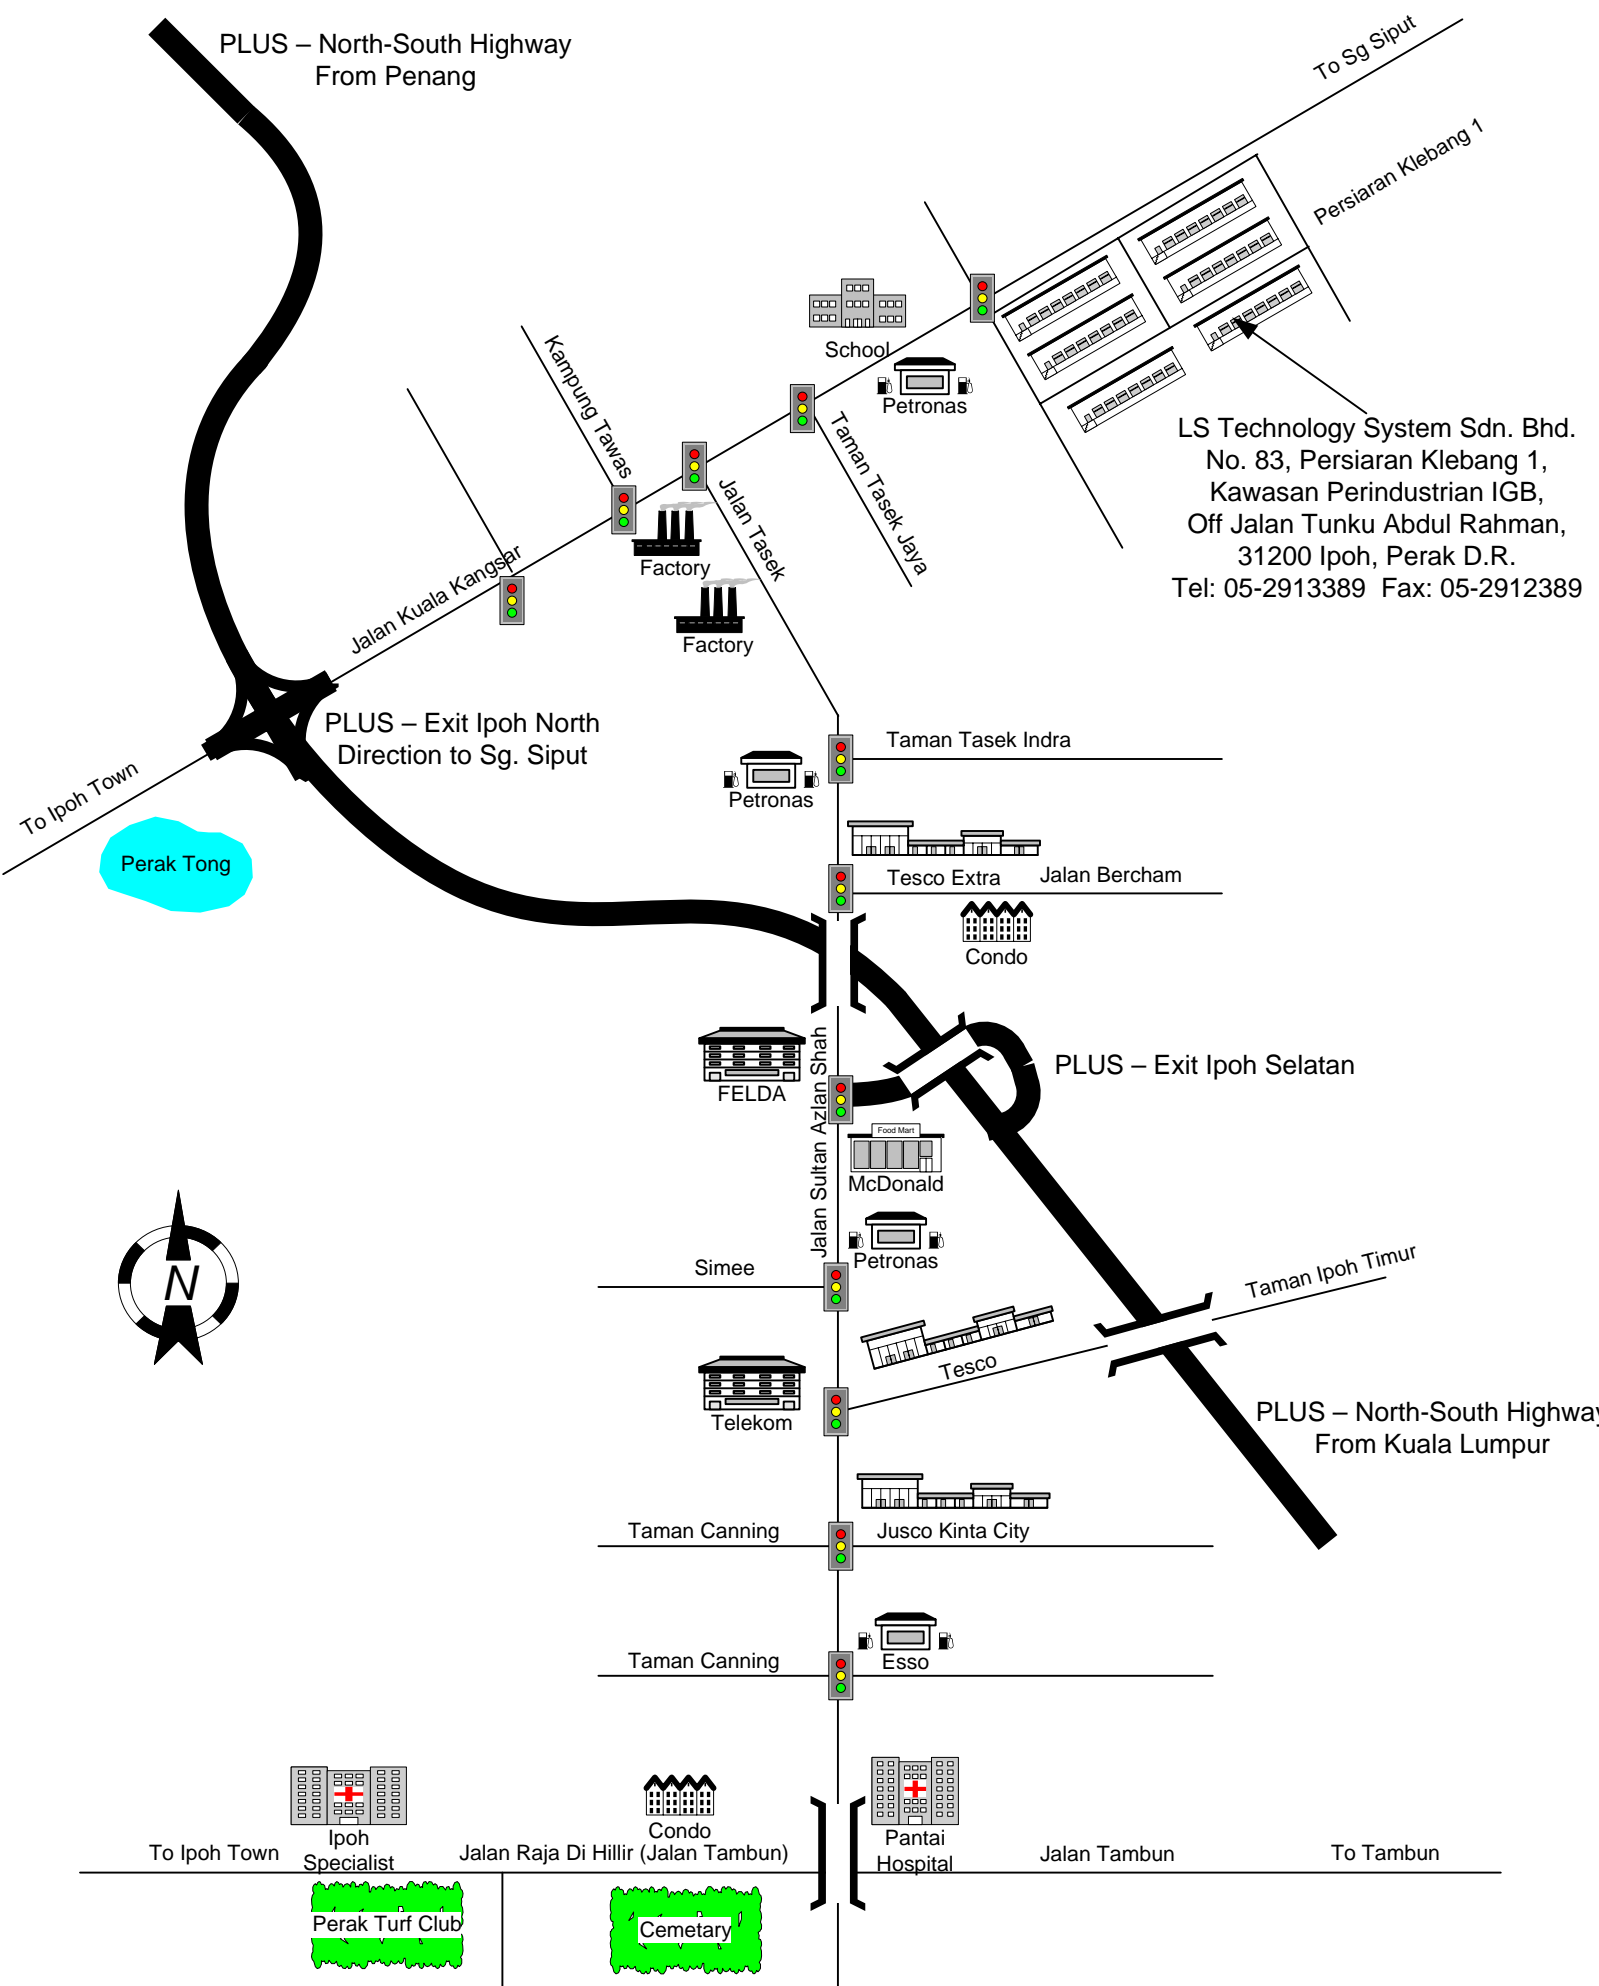 PLUS – North-South Highway
From Penang
To Sg Siput
Persiaran Klebang 1
School
Petronas
Kampung Tawas
Taman Tasek Jaya
Jalan Tasek
LS Technology System Sdn. Bhd.
No. 83, Persiaran Klebang 1,
Kawasan Perindustrian IGB,
Off Jalan Tunku Abdul Rahman,
31200 Ipoh, Perak D.R.
Tel: 05-2913389 Fax: 05-2912389
Factory
Factory
Jalan Kuala Kangsar
PLUS – Exit Ipoh North
Direction to Sg. Siput
To Ipoh Town
Perak Tong
Taman Tasek Indra
Petronas
Tesco Extra
Jalan Bercham
Condo
Jalan Sultan Azlan Shah
FELDA
PLUS – Exit Ipoh Selatan
Food Mart
McDonald
Petronas
Simee
N
Taman Ipoh Timur
Tesco
Telekom
PLUS – North-South Highway
From Kuala Lumpur
Taman Canning
Jusco Kinta City
Taman Canning
Esso
To Ipoh Town
Ipoh
Specialist
Condo
Jalan Raja Di Hillir (Jalan Tambun)
Pantai
Hospital
Jalan Tambun
To Tambun
Perak Turf Club
Cemetary